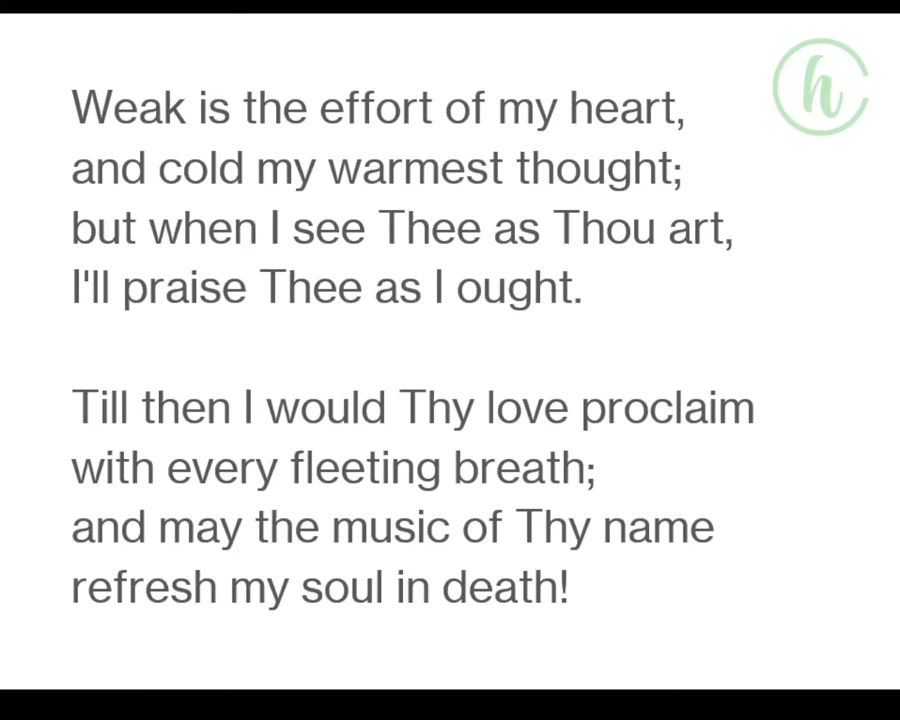 Weak is the effort of my heart,
and cold my warmest thought;
but when I see Thee as Thou art,
I'll praise Thee as I ought.
Till then I would Thy love proclaim
with every fleeting breath;
and may the music of Thy name
refresh my soul in death!
h